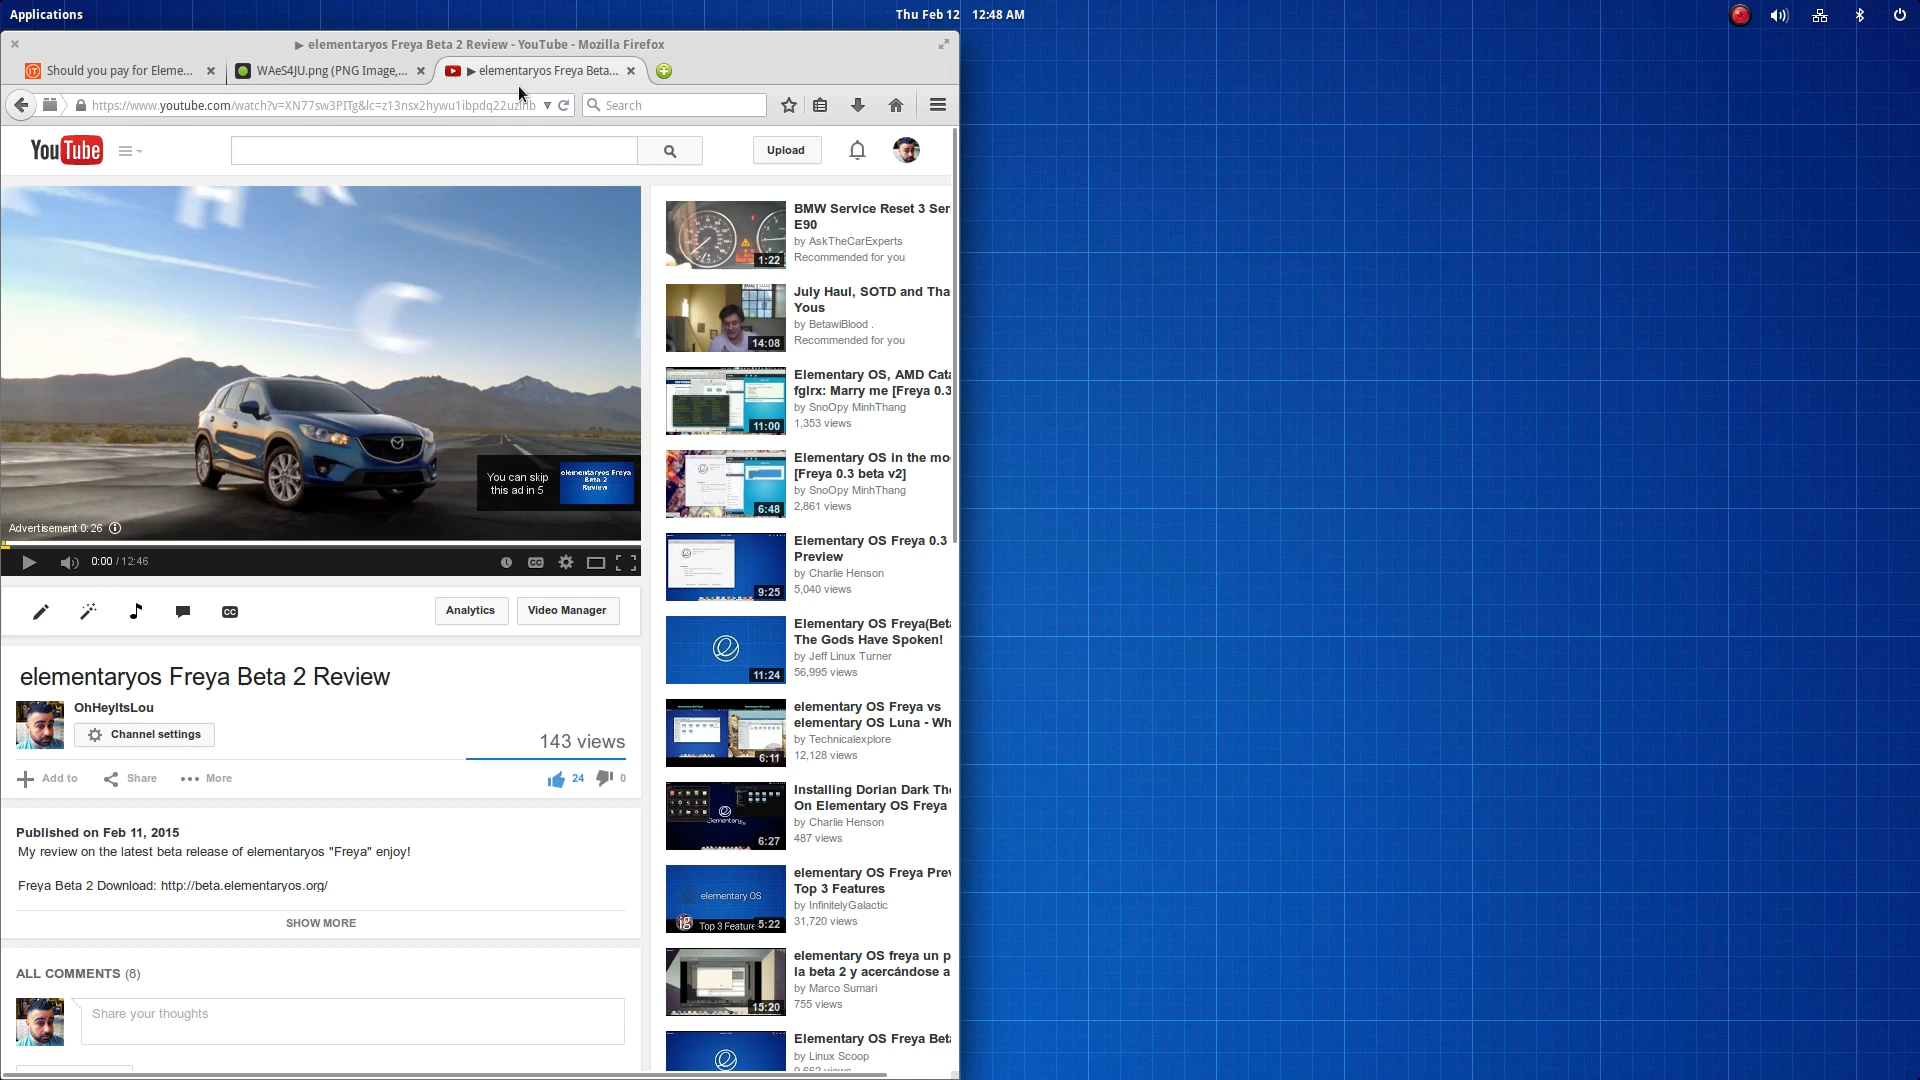 Applications
Thu Feb 12 12:48 AM
▶ elementaryos Freya Beta 2 Review - YouTube - Mozilla Firefox
Should you pay for Eleme...
WAeS4JU.png (PNG Image,...
▶ elementaryos Freya Beta...
https://www.youtube.com/watch?v=XN77sw3PITg&lc=z13nsx2hywu1ibpdq22uzihb
Search
YouTube
Upload
You can skip
this ad in 5
elementaryos Freya
Beta 2
Review
Advertisement 0:26
0:00 / 12:46
CC
CC
Analytics
Video Manager
elementaryos Freya Beta 2 Review
OhHeyItsLou
Channel settings
143 views
Add to
Share
More
24
0
Published on Feb 11, 2015
My review on the latest beta release of elementaryos "Freya" enjoy!
Freya Beta 2 Download: http://beta.elementaryos.org/
SHOW MORE
ALL COMMENTS (8)
Share your thoughts
1:22
BMW Service Reset 3 Ser
E90
by AskTheCarExperts
Recommended for you
14:08
July Haul, SOTD and Tha
Yous
by BetawiBlood .
Recommended for you
11:00
Elementary OS, AMD Cata
fglrx: Marry me [Freya 0.3
by SnoOpy MinhThang
1,353 views
6:48
Elementary OS in the mo
[Freya 0.3 beta v2]
by SnoOpy MinhThang
2,861 views
9:25
Elementary OS Freya 0.3
Preview
by Charlie Henson
5,040 views
11:24
Elementary OS Freya(Beta
The Gods Have Spoken!
by Jeff Linux Turner
56,995 views
6:11
elementary OS Freya vs
elementary OS Luna - Wh
by Technicalexplore
12,128 views
elementary
6:27
Installing Dorian Dark The
On Elementary OS Freya
by Charlie Henson
487 views
elementary OS
ig
Top 3 Feature
5:22
elementary OS Freya Prev
Top 3 Features
by InfinitelyGalactic
31,720 views
15:20
elementary OS freya un p
la beta 2 y acercándose a
by Marco Sumari
755 views
Elementary OS Freya Beta
by Linux Scoop
9,662 views